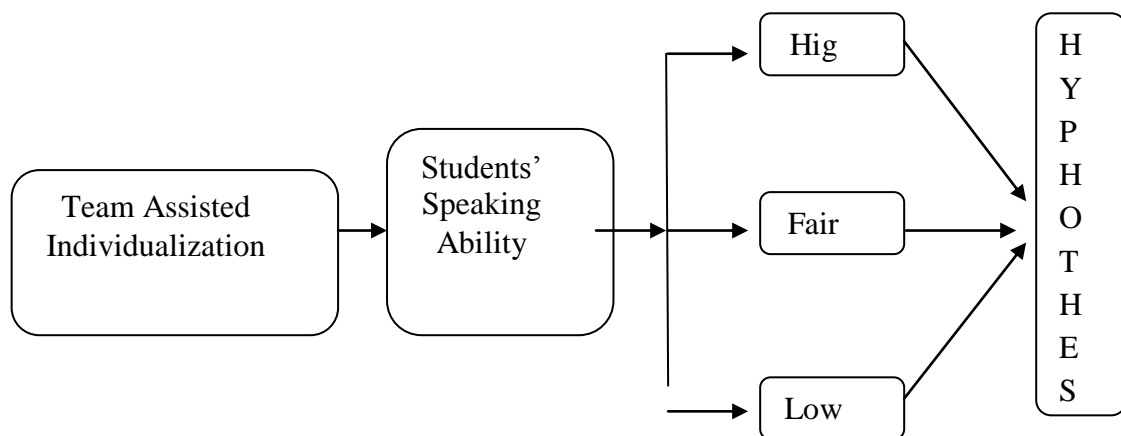 Team Assisted
Individualization
Students’
Speaking
Ability
Hig
Fair
Low
H
Y
P
H
O
T
H
E
S